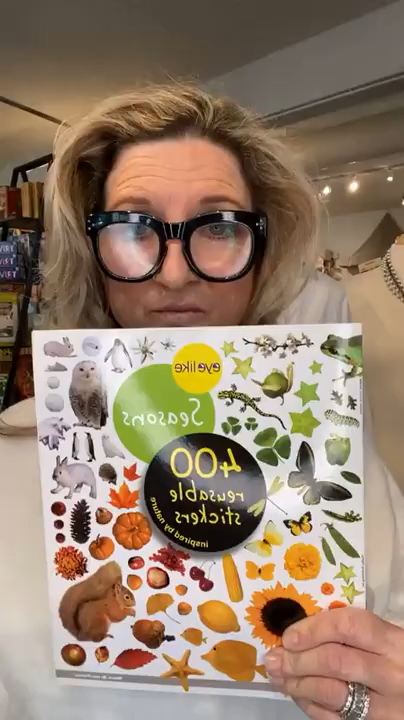 eyelike
Seasons
400
reusable
stickers
inspired by nature